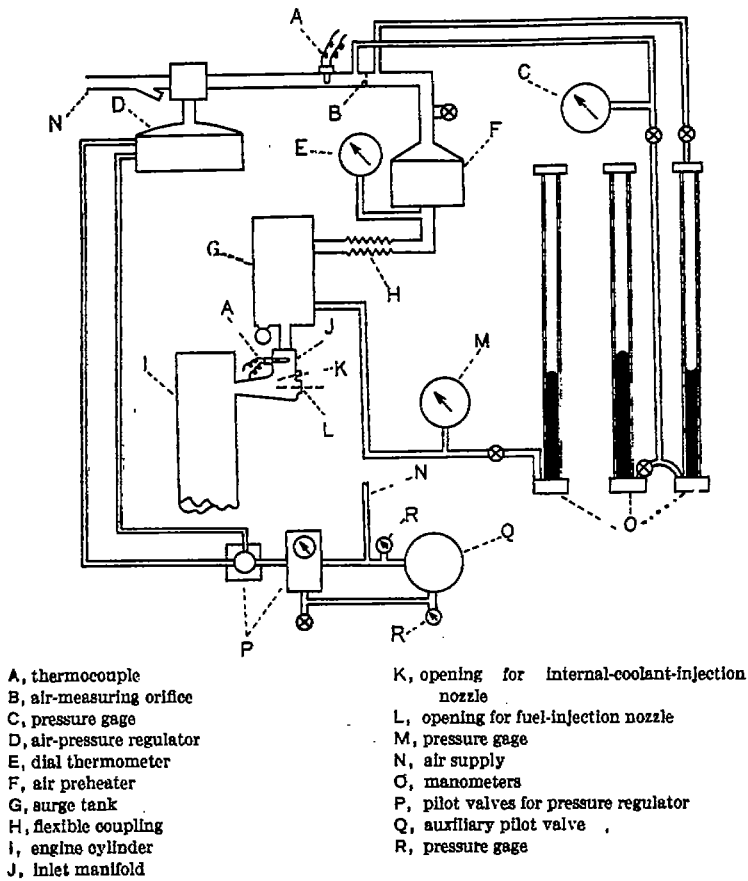 A
N
D
B
C
E
F
G
H
A
J
I
K
L
M
N
R
Q
O
P
R
A, thermocouple
B, air-measuring orifice
C, pressure gage
D, air-pressure regulator
E, dial thermometer
F, air preheater
G, surge tank
H, flexible coupling
I, engine cylinder
J, inlet manifold
K, opening for internal-coolant-injection
nozzle
L, opening for fuel-injection nozzle
M, pressure gage
N, air supply
O, manometers
P, pilot valves for pressure regulator
Q, auxiliary pilot valve
R, pressure gage